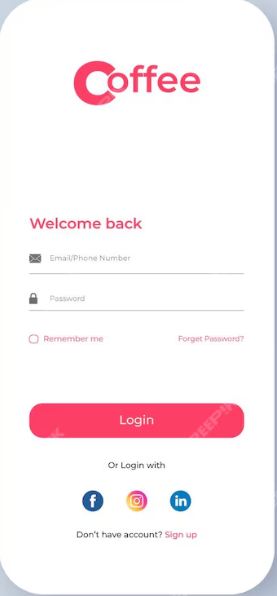 Coffee
Welcome back
Email/Phone Number
Password
Remember me Forget Password?
Login
Or Login with
f in
Don't have account? Sign up